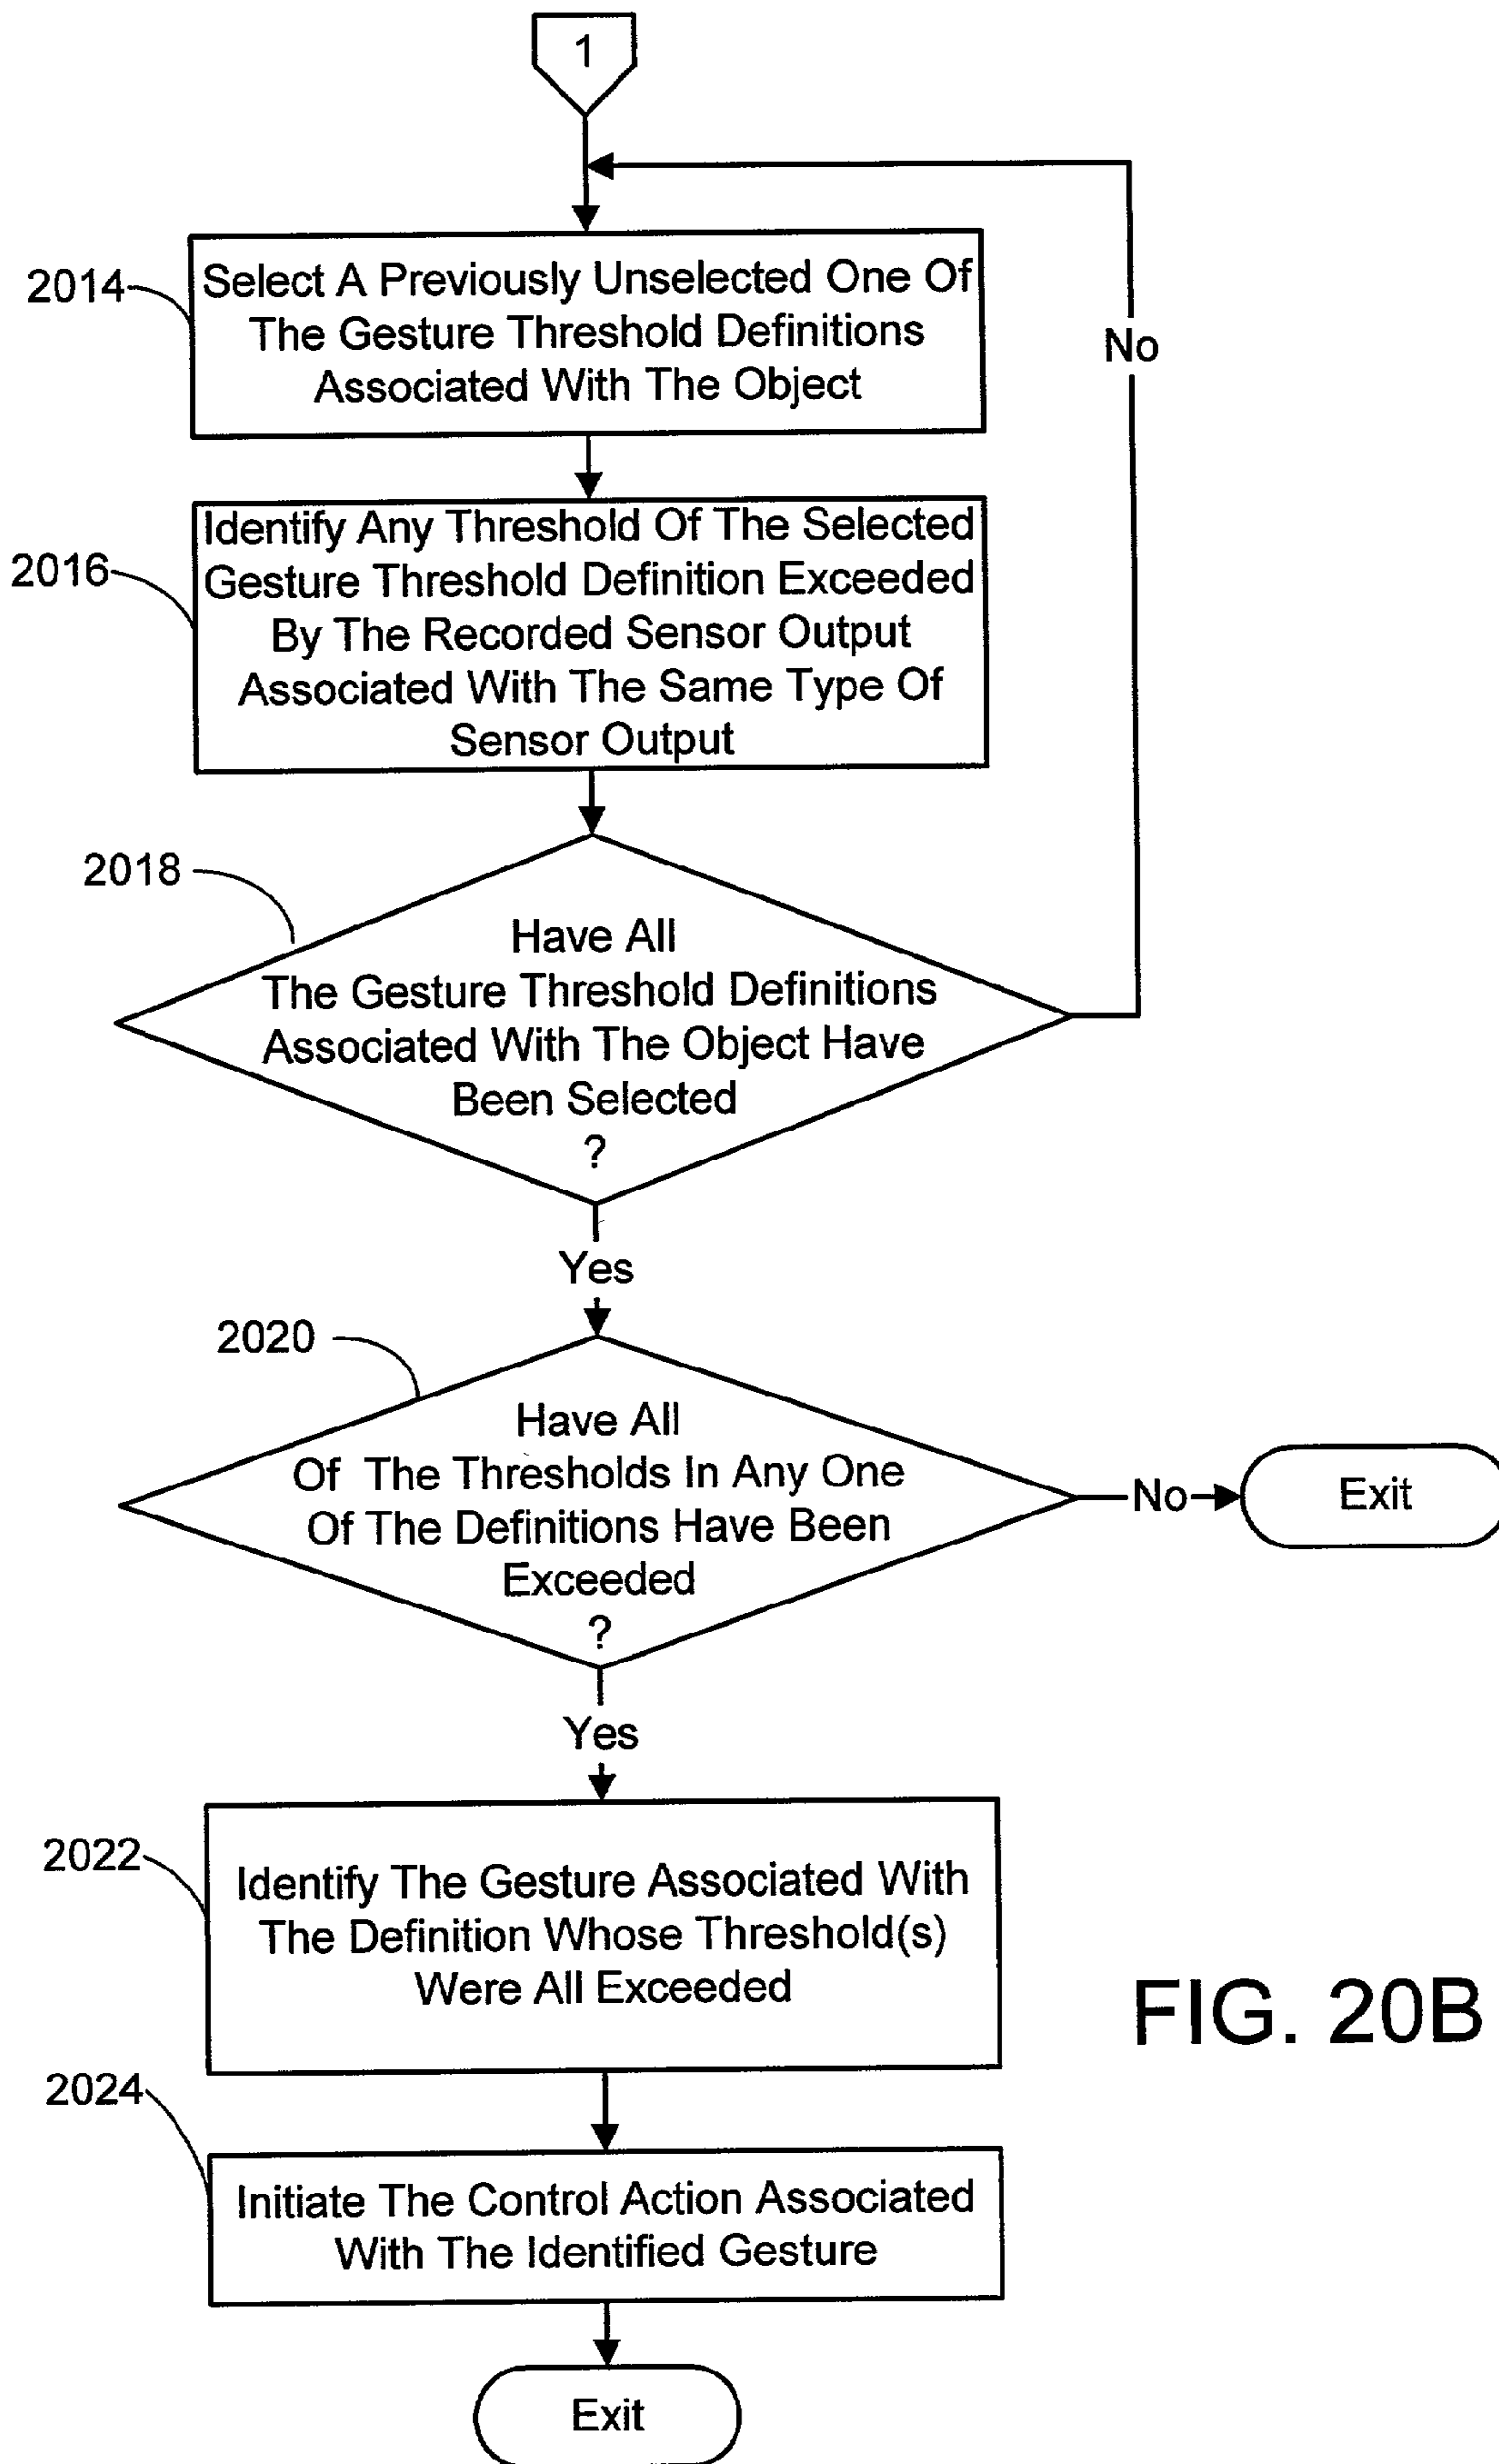 1
2014
Select A Previously Unselected One Of
The Gesture Threshold Definitions
Associated With The Object
No
2016
Identify Any Threshold Of The Selected
Gesture Threshold Definition Exceeded
By The Recorded Sensor Output
Associated With The Same Type Of
Sensor Output
2018
Have All
The Gesture Threshold Definitions
Associated With The Object Have
Been Selected
?
Yes
2020
Have All
Of The Thresholds In Any One
Of The Definitions Have Been
Exceeded
?
No
Exit
Yes
2022
Identify The Gesture Associated With
The Definition Whose Threshold(s)
Were All Exceeded
FIG. 20B
2024
Initiate The Control Action Associated
With The Identified Gesture
Exit